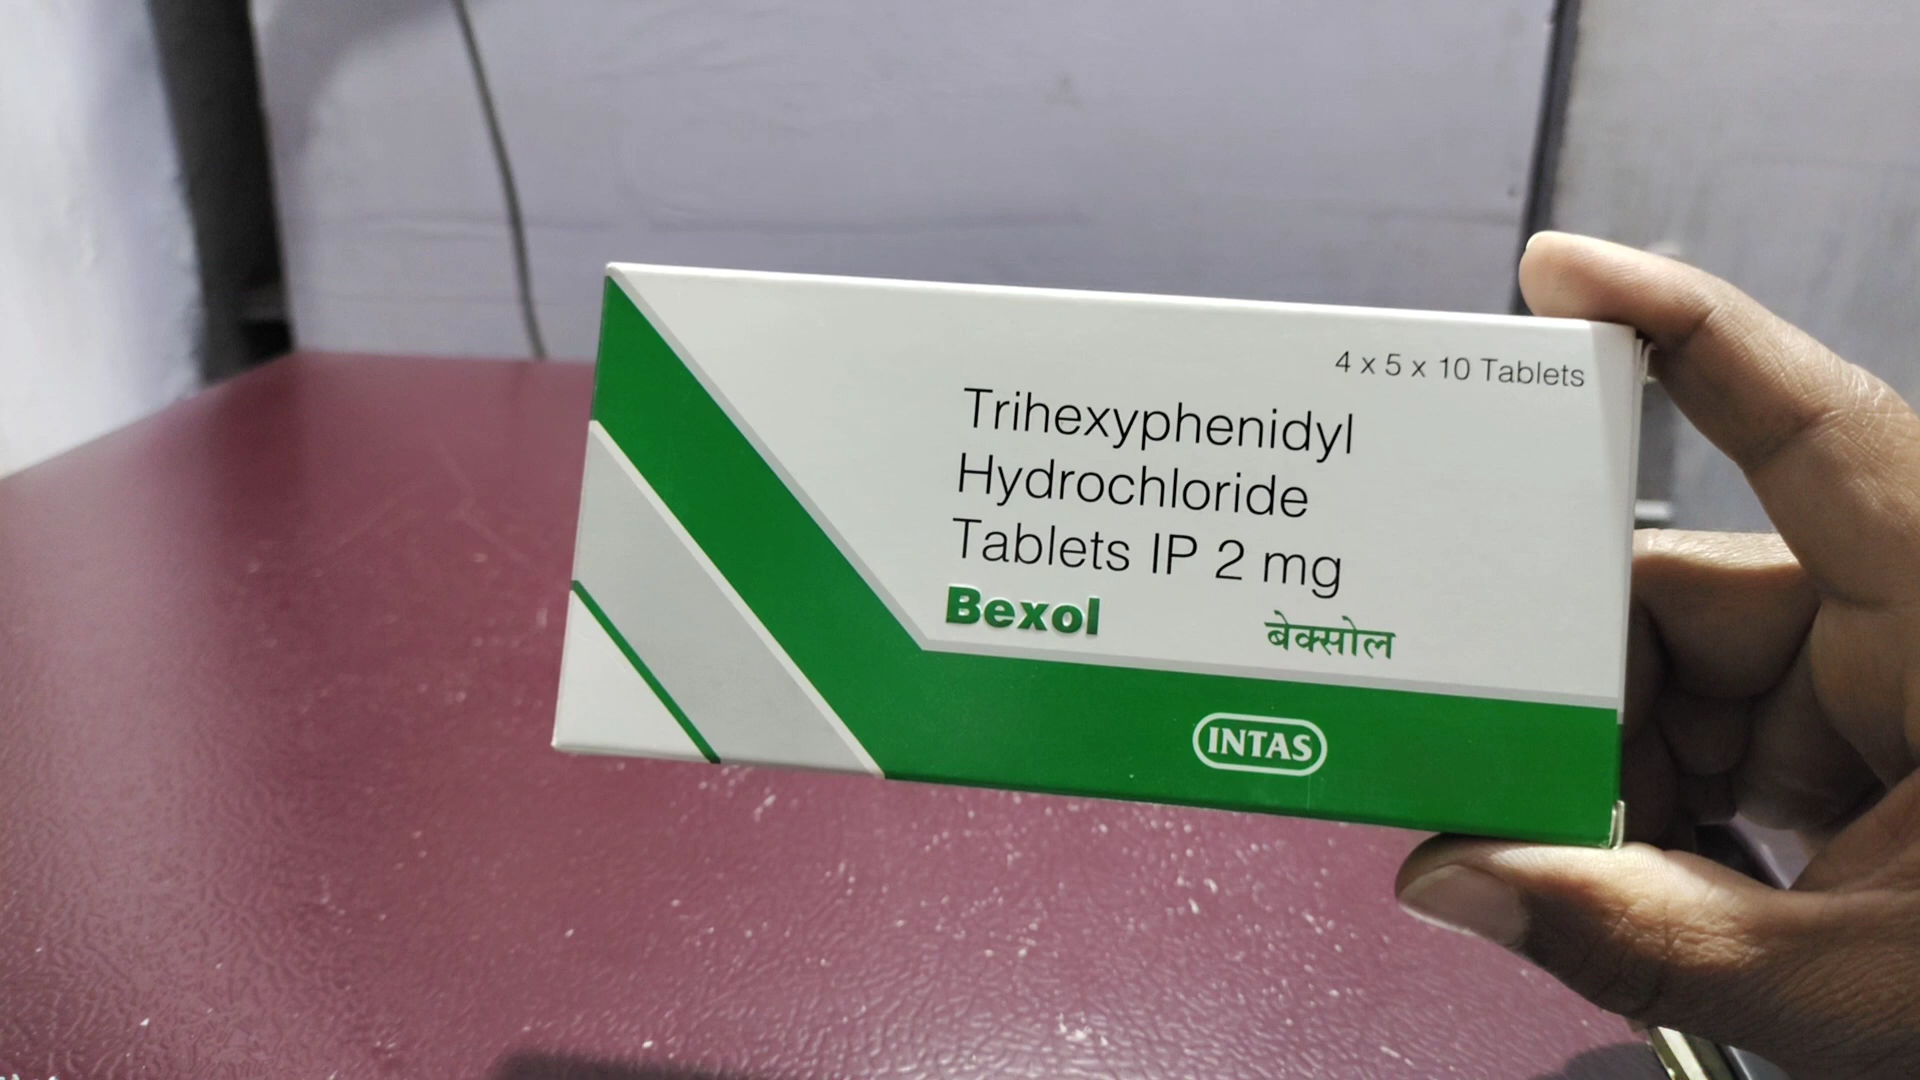 4 x 5 x 10 Tablets
Trihexyphenidyl
Hydrochloride
Tablets IP 2 mg
Bexol बेक्सोल
INTAS